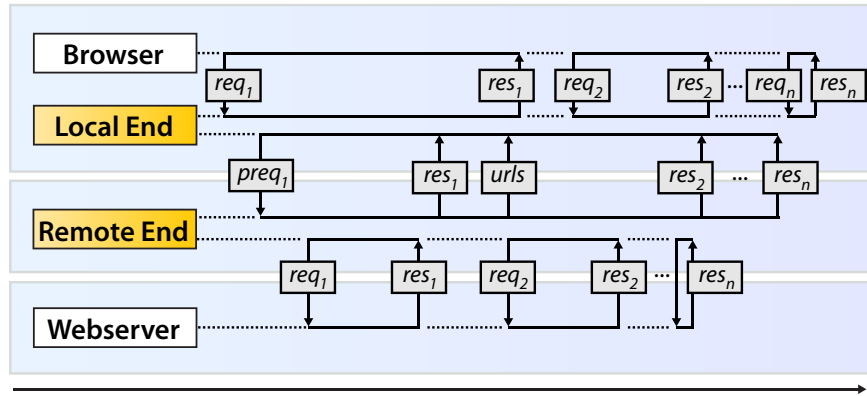 Browser
req1 res1 req2 res2 ... reqn resn
Local End
preq1 res1 urls res2 ... resn
Remote End
req1 res1 req2 res2 ... resn
Webserver